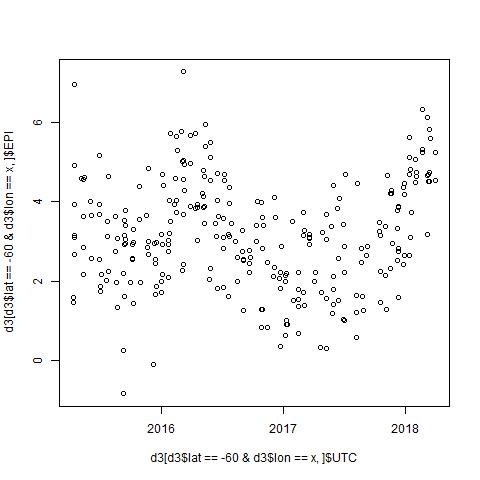 d3[d3$lat == -60 & d3$lon == x, ]$EPI
6
4
2
0
2016 2017 2018
d3[d3$lat == -60 & d3$lon == x, ]$UTC